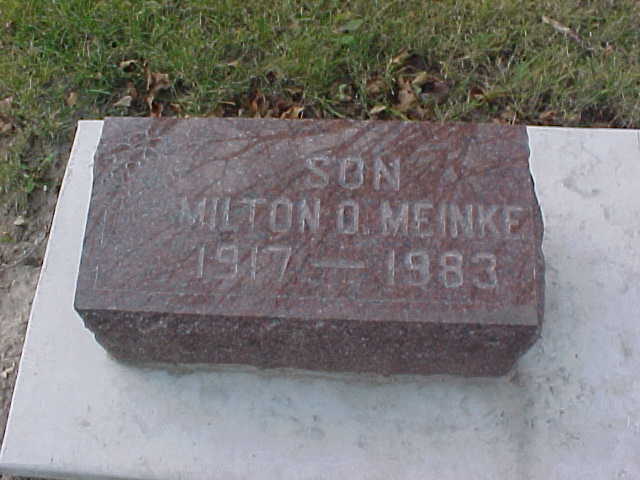 SON
MILTON O. MEINKE
1917 — 1983